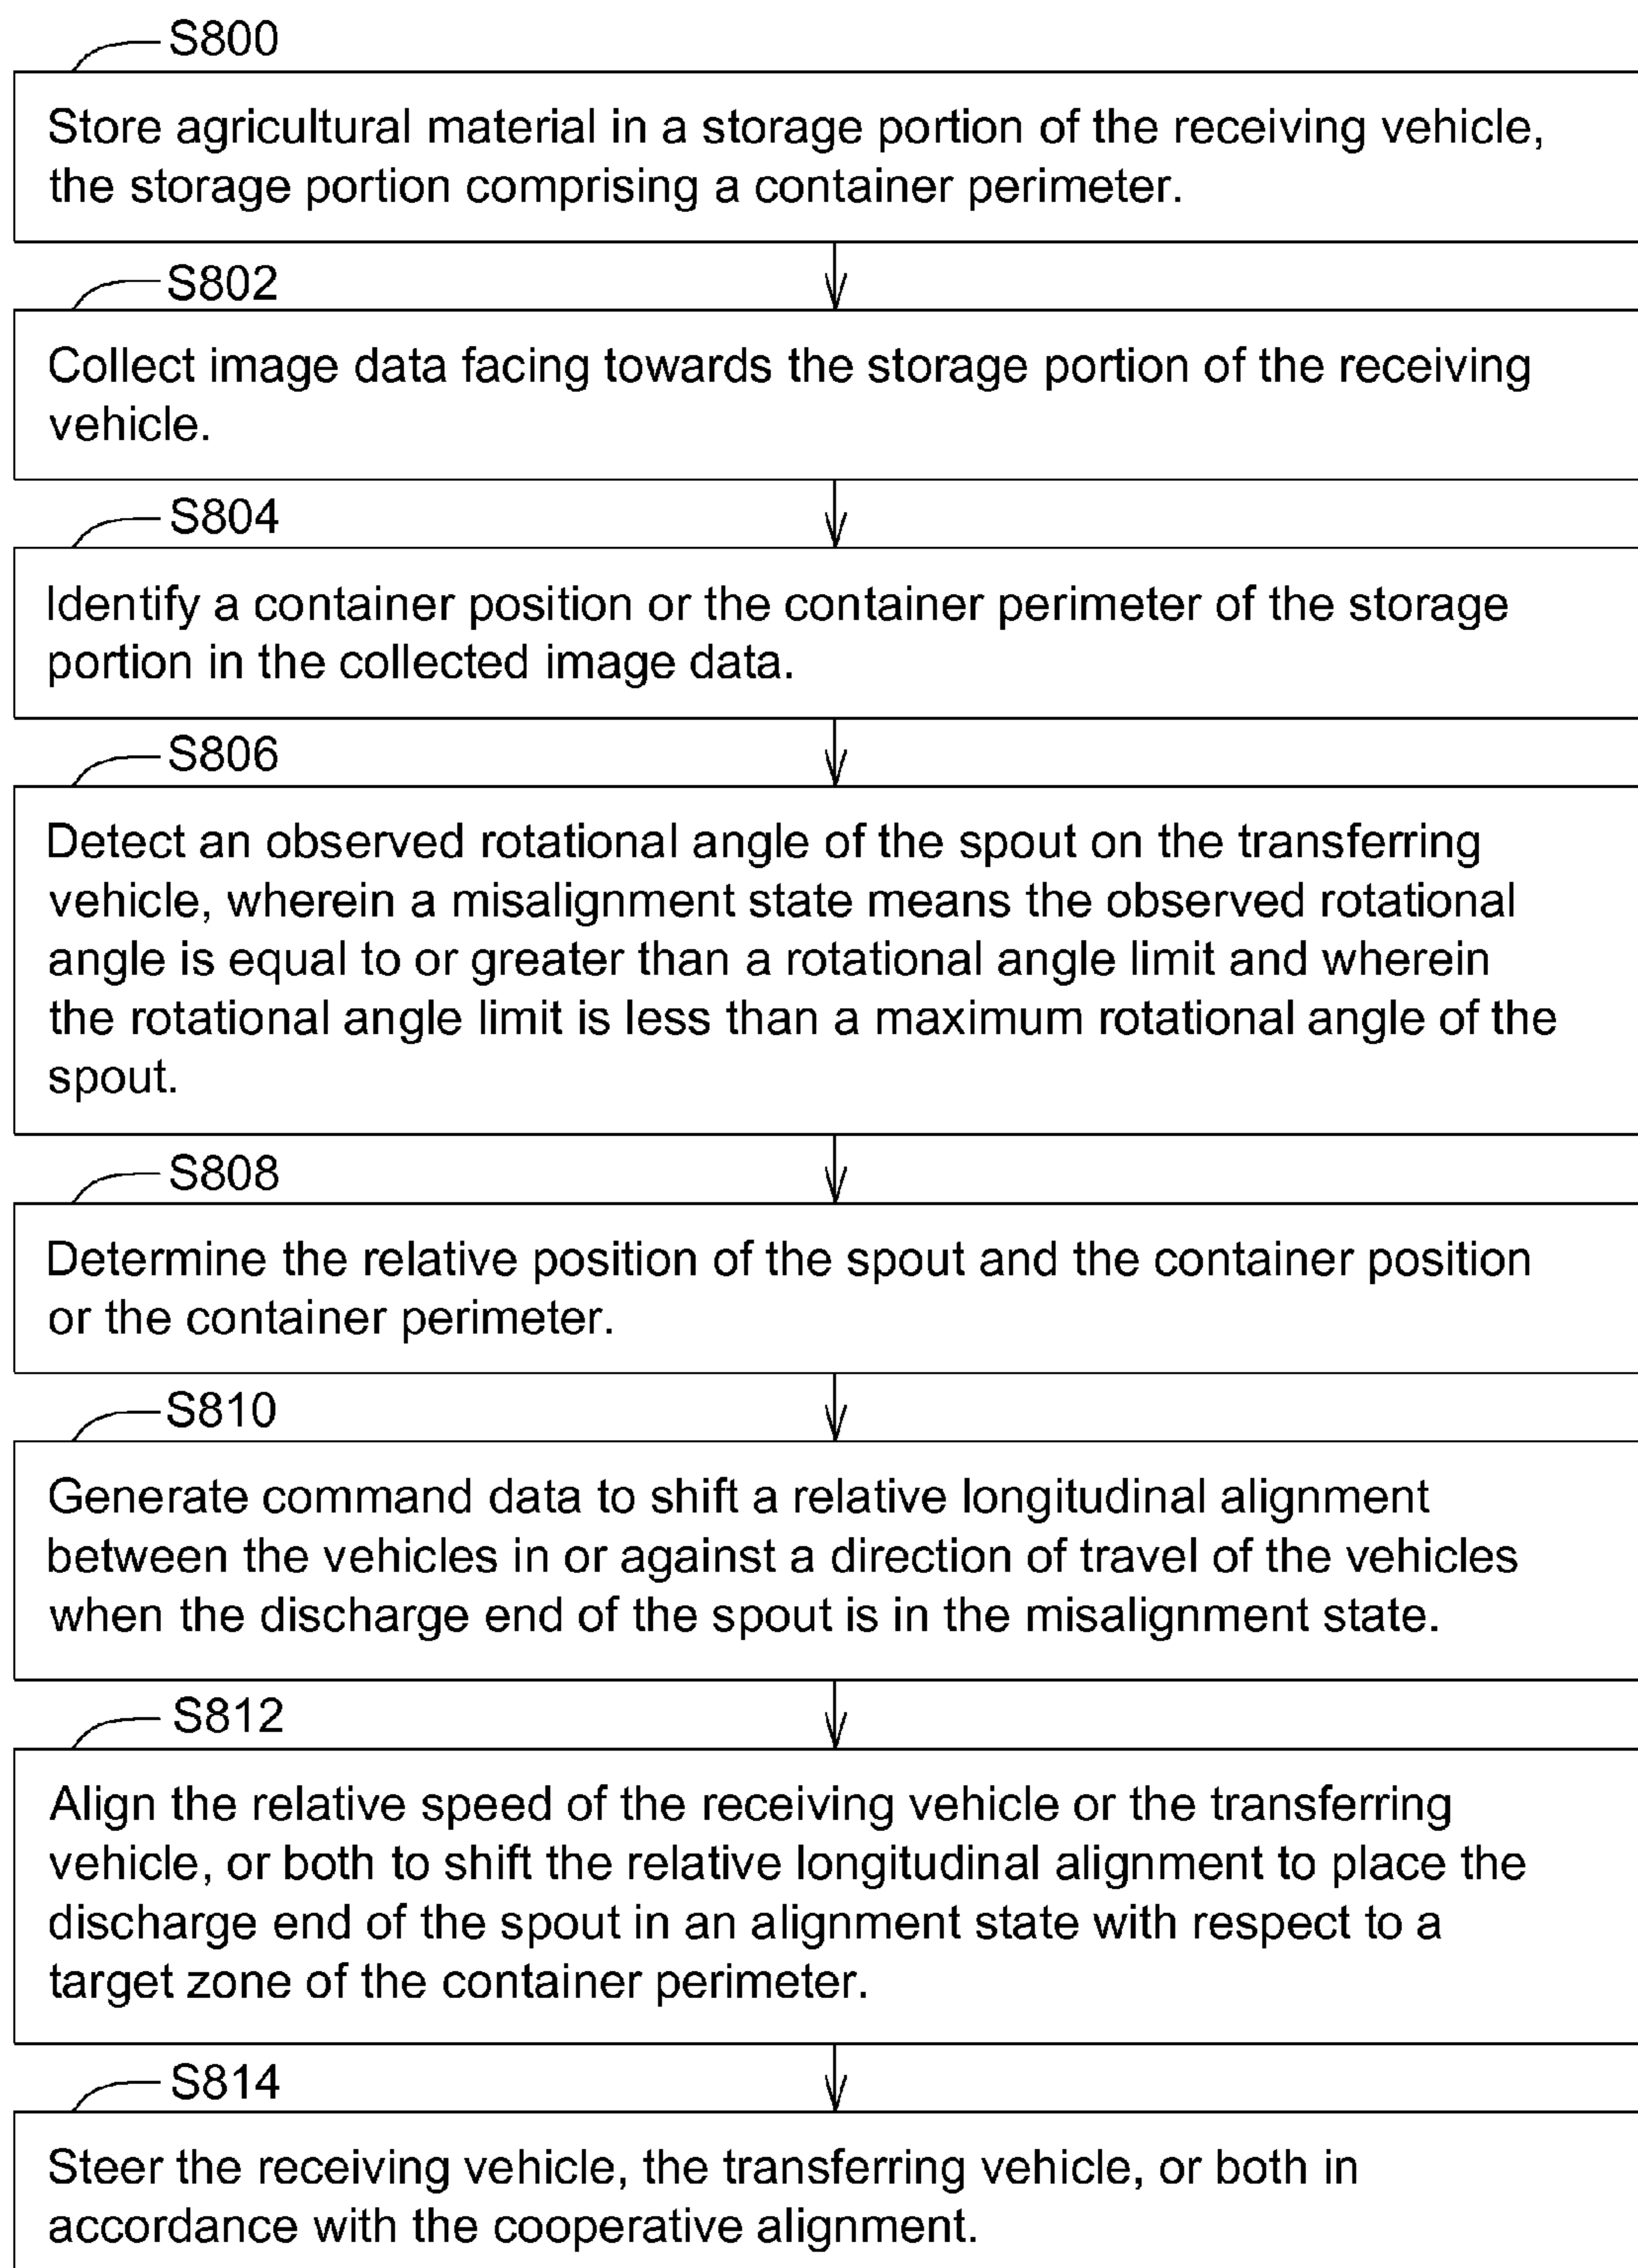 S800
Store agricultural material in a storage portion of the receiving vehicle,
the storage portion comprising a container perimeter.
S802
Collect image data facing towards the storage portion of the receiving
vehicle.
S804
Identify a container position or the container perimeter of the storage
portion in the collected image data.
S806
Detect an observed rotational angle of the spout on the transferring
vehicle, wherein a misalignment state means the observed rotational
angle is equal to or greater than a rotational angle limit and wherein
the rotational angle limit is less than a maximum rotational angle of the
spout.
S808
Determine the relative position of the spout and the container position
or the container perimeter.
S810
Generate command data to shift a relative longitudinal alignment
between the vehicles in or against a direction of travel of the vehicles
when the discharge end of the spout is in the misalignment state.
S812
Align the relative speed of the receiving vehicle or the transferring
vehicle, or both to shift the relative longitudinal alignment to place the
discharge end of the spout in an alignment state with respect to a
target zone of the container perimeter.
S814
Steer the receiving vehicle, the transferring vehicle, or both in
accordance with the cooperative alignment.